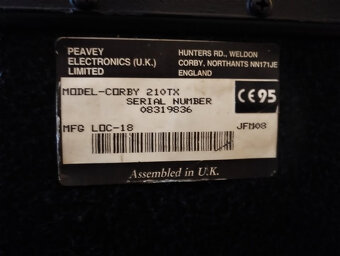 PEAVEY
ELECTRONICS (U.K.)
LIMITED
HUNTERS RD., WELDON
CORBY, NORTHANTS NN171JE
ENGLAND
MODEL-CORBY 210TX
SERIAL NUMBER
08319836
CE95
MFG LOC-18
JFM08
Assembled in U.K.